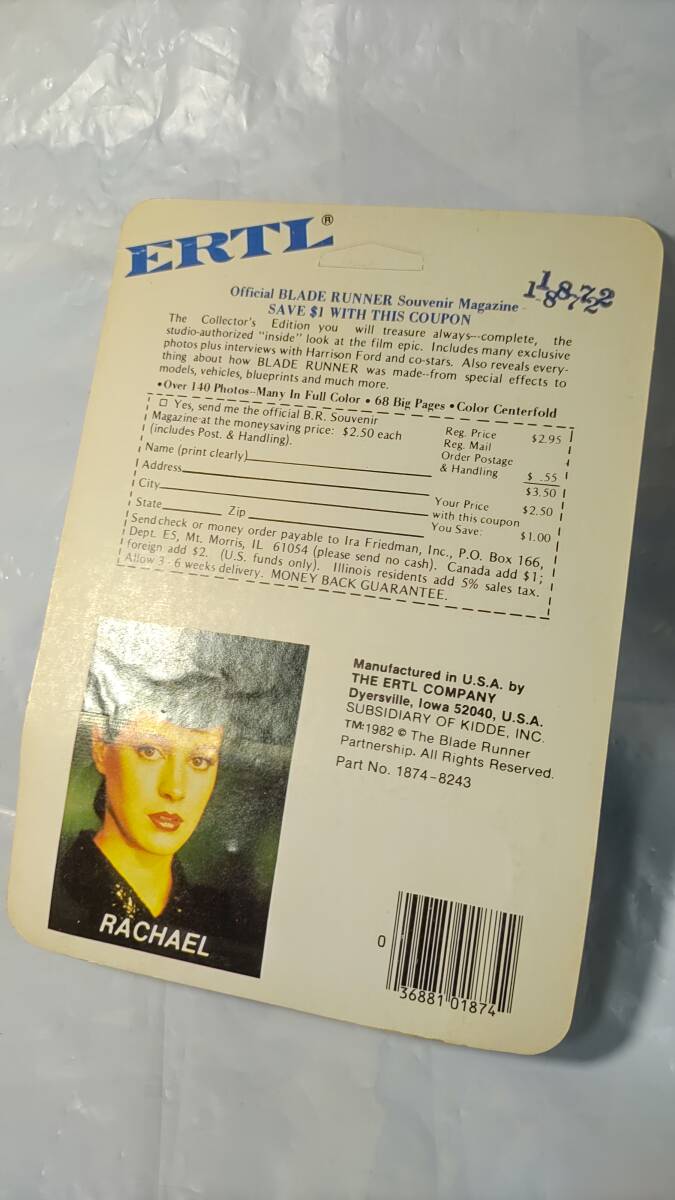 ERTL®
Official BLADE RUNNER Souvenir Magazine
SAVE $1 WITH THIS COUPON
The Collector's Edition you will treasure always--complete, the
studio-authorized "inside" look at the film epic. Includes many exclusive
photos plus interviews with Harrison Ford and co-stars. Also reveals every-
thing about how BLADE RUNNER was made--from special effects to
models, vehicles, blueprints and much more.
•Over 140 Photos--Many In Full Color • 68 Big Pages •Color Centerfold
Yes, send me the official B.R. Souvenir
Magazine at the moneysaving price: $2.50 each
(includes Post. & Handling).
Name (print clearly)
Address
City
State Zip
Reg. Price $2.95
Reg. Mail
Order Postage
& Handling $ .55
$3.50
Your Price
with this coupon $2.50
You Save: $1.00
Send check or money order payable to Ira Friedman, Inc., P.O. Box 166,
Dept. E5, Mt. Morris, IL 61054 (please send no cash). Canada add $1;
foreign add $2. (U.S. funds only). Illinois residents add 5% sales tax.
Allow 3 - 6 weeks delivery. MONEY BACK GUARANTEE.
RACHAEL
Manufactured in U.S.A. by
THE ERTL COMPANY
Dyersville, Iowa 52040, U.S.A.
SUBSIDIARY OF KIDDE, INC.
TM:1982 © The Blade Runner
Partnership. All Rights Reserved.
Part No. 1874-8243
0 36881 01874